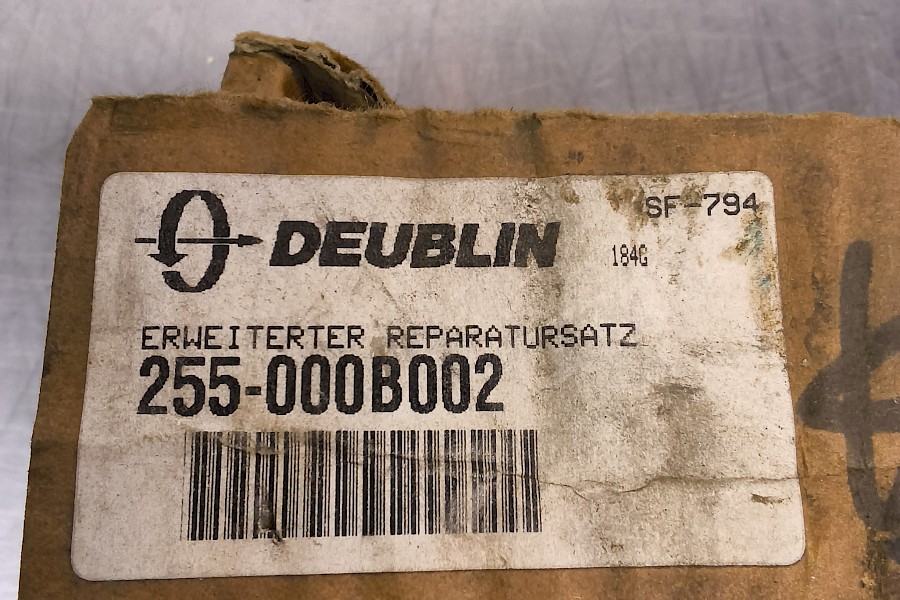 SF-794
DEUBLIN
184G
ERWEITERTER REPARATURSATZ
255-000B002